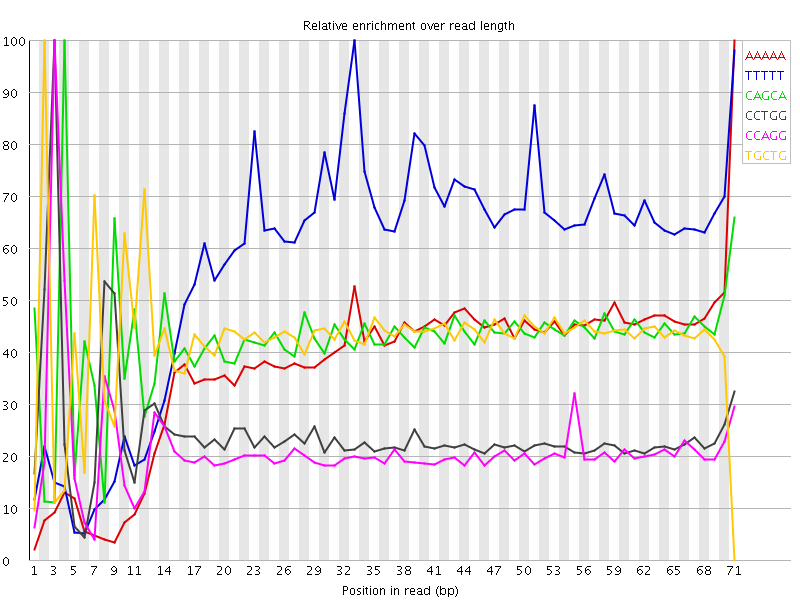 Relative enrichment over read length
100
90
80
70
60
50
40
30
20
10
0
AAAAA
TTTTT
CAGCA
CCTGG
CCAGG
TGCTG
1 3 5 7 9 11 14 17 20 23 26 29 32 35 38 41 44 47 50 53 56 59 62 65 68 71
Position in read (bp)